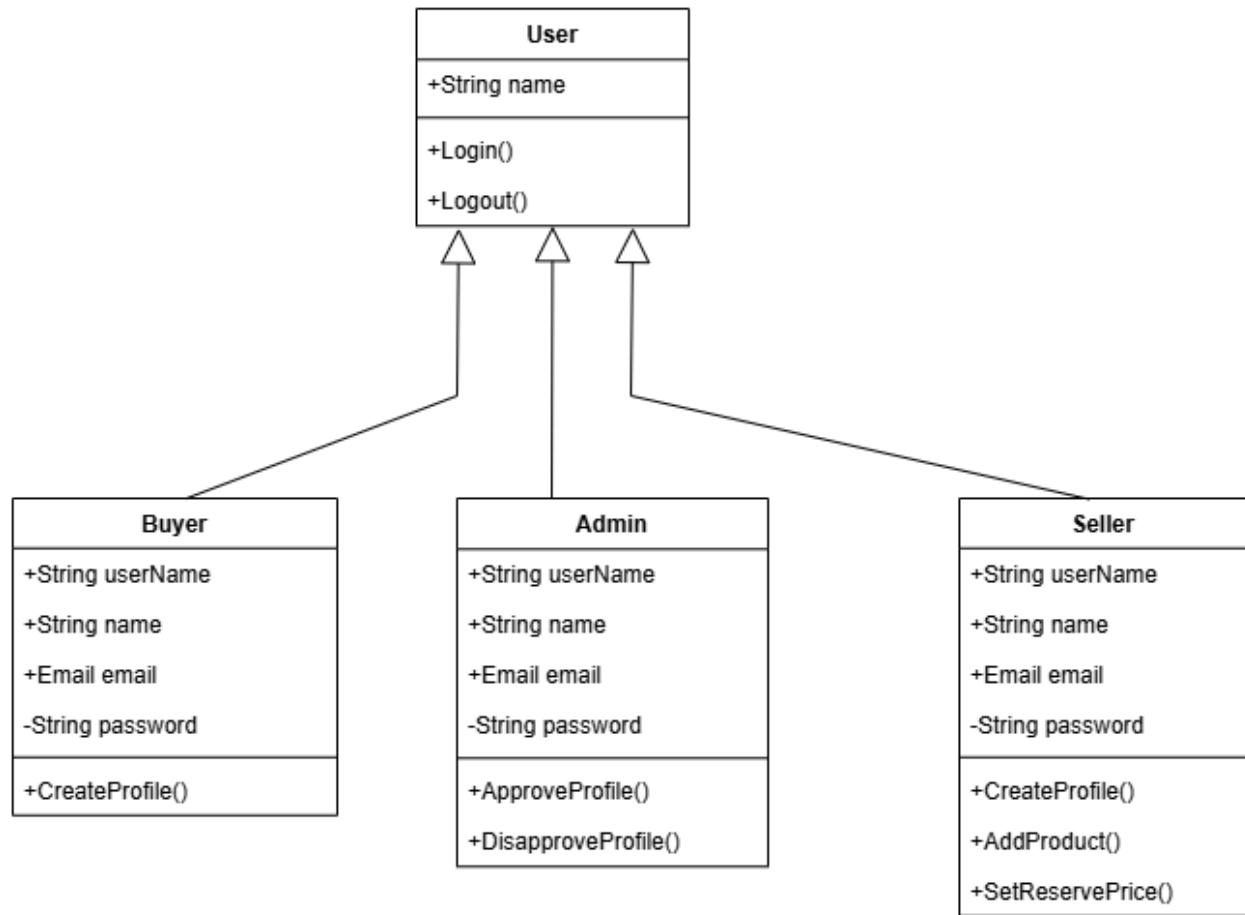 User
+String name
+Login()
+Logout()
Buyer
+String userName
+String name
+Email email
-String password
+CreateProfile()
Admin
+String userName
+String name
+Email email
-String password
+ApproveProfile()
+DisapproveProfile()
Seller
+String userName
+String name
+Email email
-String password
+CreateProfile()
+AddProduct()
+SetReservePrice()